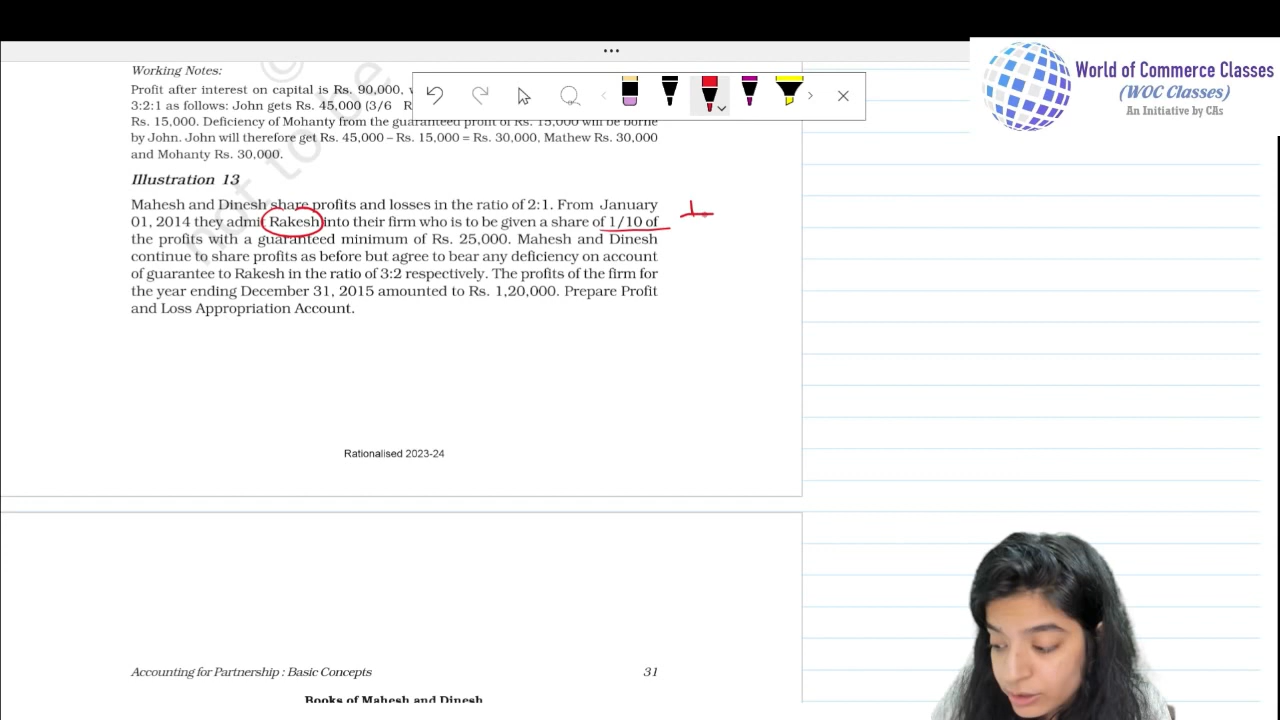 World of Commerce Classes
(WOC Classes)
An Initiative by CAs
Working Notes:
Profit after interest on capital is Rs. 90,000,
3:2:1 as follows: John gets Rs. 45,000 (3/6
Rs. 15,000. Deficiency of Mohanty from the guaranteed profit of Rs. 15,000 will be borne
by John. John will therefore get Rs. 45,000 – Rs. 15,000 = Rs. 30,000, Mathew Rs. 30,000
and Mohanty Rs. 30,000.
Illustration 13
Mahesh and Dinesh share profits and losses in the ratio of 2:1. From January
01, 2014 they admit Rakesh into their firm who is to be given a share of 1/10 of
the profits with a guaranteed minimum of Rs. 25,000. Mahesh and Dinesh
continue to share profits as before but agree to bear any deficiency on account
of guarantee to Rakesh in the ratio of 3:2 respectively. The profits of the firm for
the year ending December 31, 2015 amounted to Rs. 1,20,000. Prepare Profit
and Loss Appropriation Account.
Rationalised 2023-24
Accounting for Partnership : Basic Concepts 31
Books of Mahesh and Dinesh